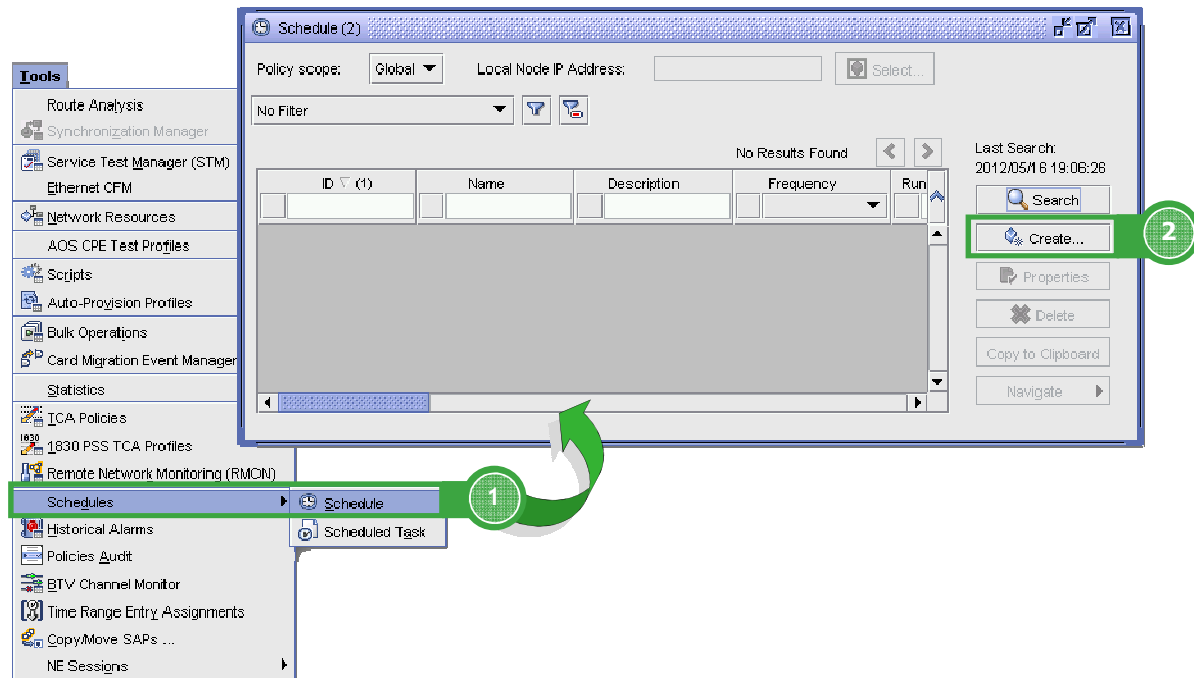 Tools
Route Analysis
Synchronization Manager
Service Test Manager (STM)
Ethernet CFM
Network Resources
AOS CPE Test Profiles
Scripts
Auto-Provision Profiles
Bulk Operations
Card Migration Event Manager
Statistics
TCA Policies
1830 PSS TCA Profiles
Remote Network Monitoring (RMON)
Schedules
Historical Alarms
Policies Audit
BTV Channel Monitor
Time Range Entry Assignments
Copy/Move SAPs ...
NE Sessions
Schedule
Scheduled Task
1
Schedule (2)
Policy scope: Global Local Node IP Address: Select...
No Filter
No Results Found
ID (1) Name Description Frequency Run
Last Search:
2012/05/16 19:06:26
Search
Create...
2
Properties
Delete
Copy to Clipboard
Navigate